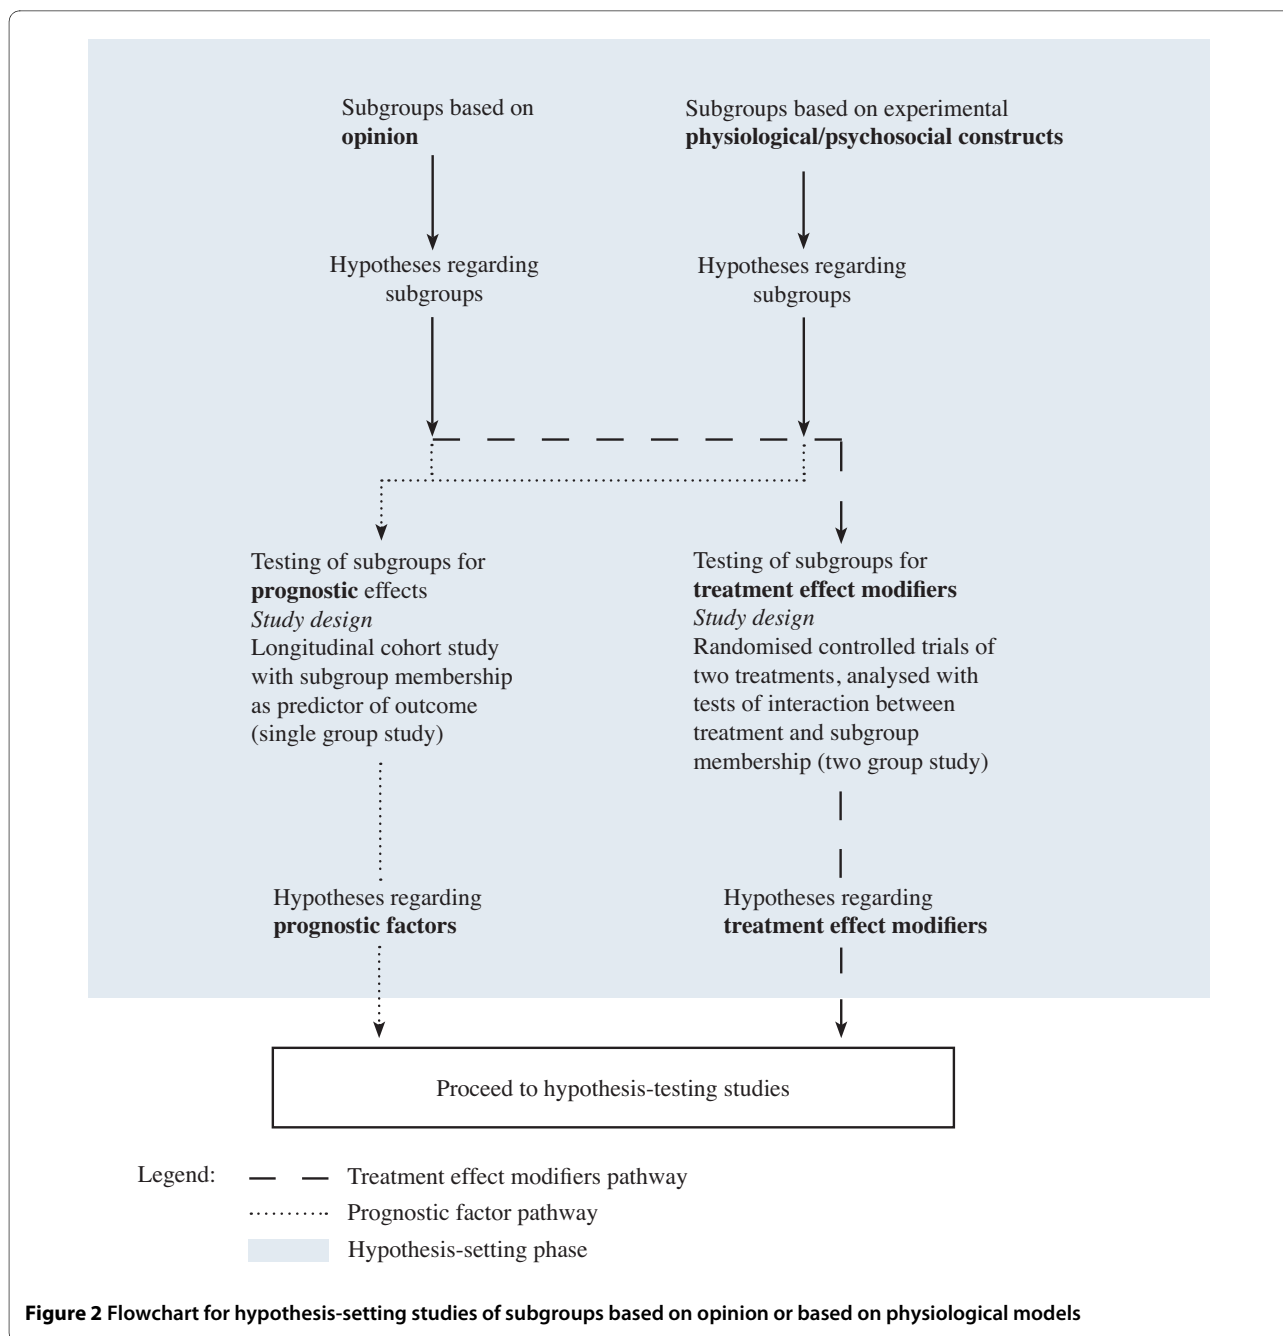 Subgroups based on
opinion
Subgroups based on experimental
physiological/psychosocial constructs
Hypotheses regarding
subgroups
Hypotheses regarding
subgroups
Testing of subgroups for
prognostic effects
Study design
Longitudinal cohort study
with subgroup membership
as predictor of outcome
(single group study)
Testing of subgroups for
treatment effect modifiers
Study design
Randomised controlled trials of
two treatments, analysed with
tests of interaction between
treatment and subgroup
membership (two group study)
Hypotheses regarding
prognostic factors
Hypotheses regarding
treatment effect modifiers
Proceed to hypothesis-testing studies
Legend:
Treatment effect modifiers pathway
Prognostic factor pathway
Hypothesis-setting phase
Figure 2 Flowchart for hypothesis-setting studies of subgroups based on opinion or based on physiological models